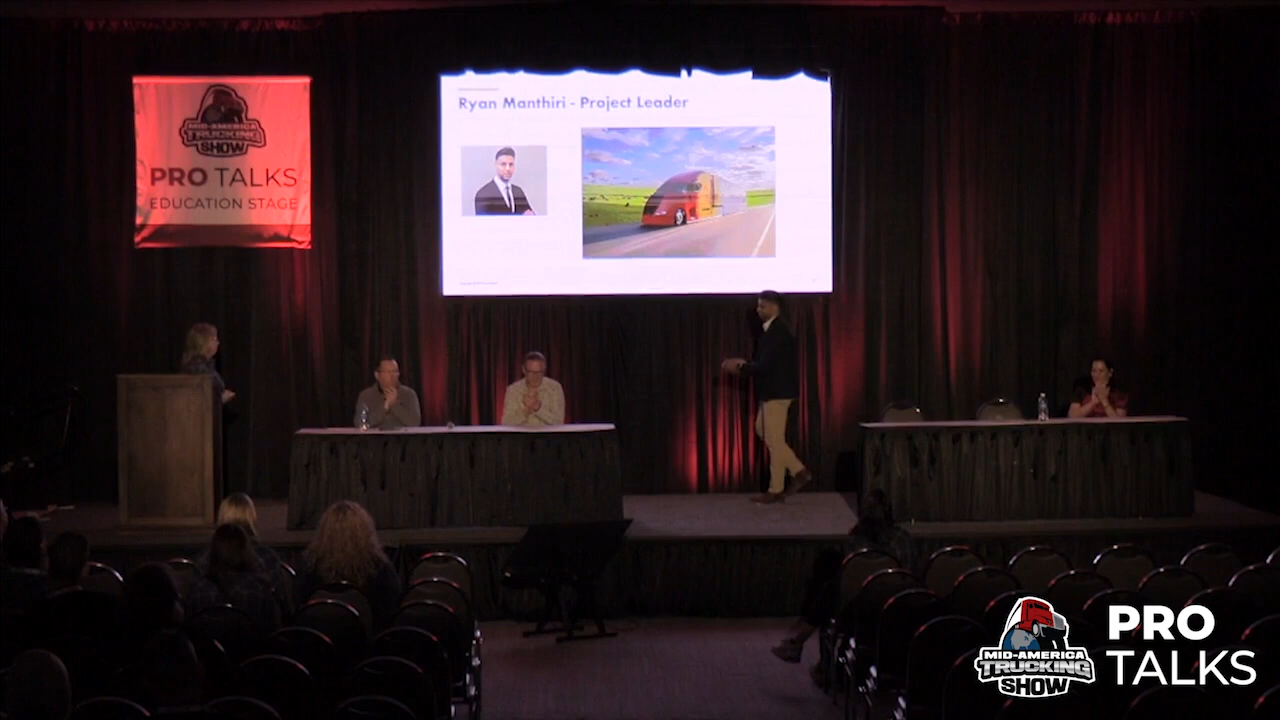 Ryan Manthiri - Project Leader
MID-AMERICA
TRUCKING
SHOW
PRO TALKS
EDUCATION STAGE
MID-AMERICA
TRUCKING
SHOW
PRO
TALKS